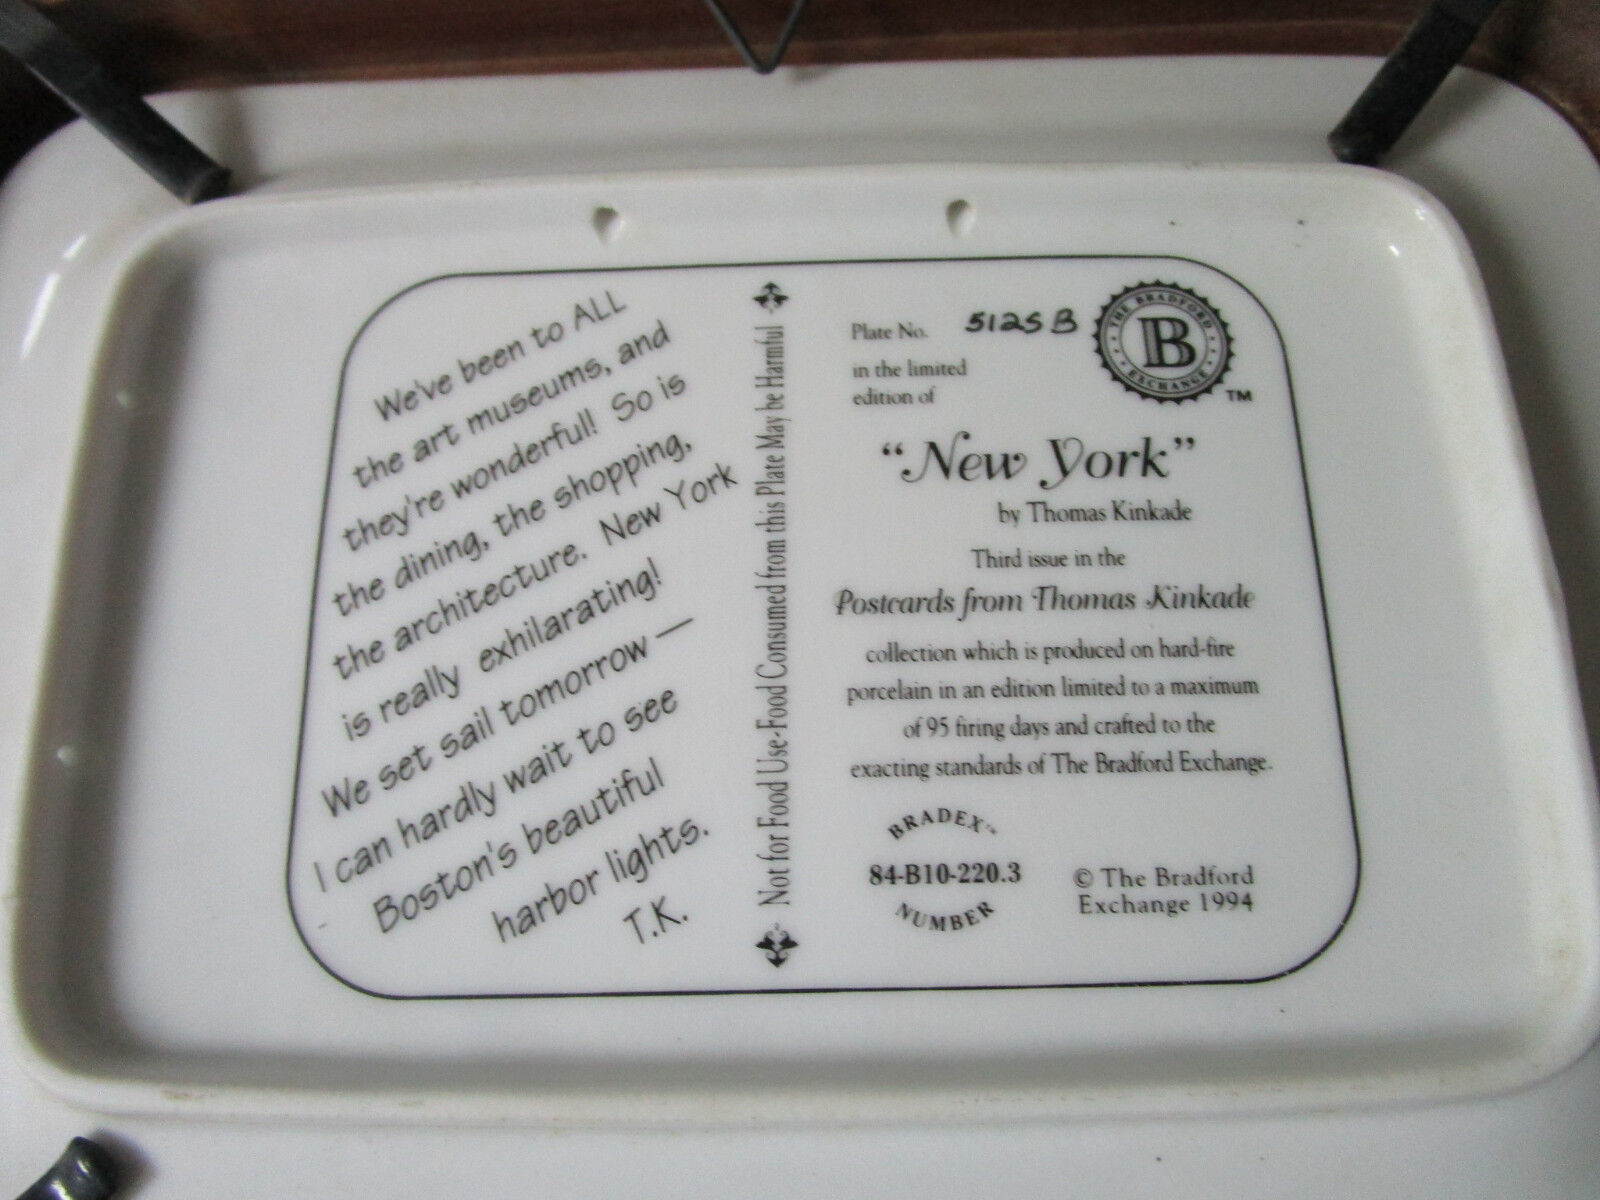 We've been to ALL
the art museums, and
they're wonderful! So is
the dining, the shopping,
the architecture. New York
is really exhilarating!
We set sail tomorrow —
I can hardly wait to see
Boston's beautiful
harbor lights.
T.K.
Not for Food Use-Food Consumed from this Plate May be Harmful
Plate No. 5125B
in the limited
edition of
THE BRADFORD
B
EXCHANGE
TM
"New York"
by Thomas Kinkade
Third issue in the
Postcards from Thomas Kinkade
collection which is produced on hard-fire
porcelain in an edition limited to a maximum
of 95 firing days and crafted to the
exacting standards of The Bradford Exchange.
BRADEX™
84-B10-220.3
NUMBER
© The Bradford
Exchange 1994